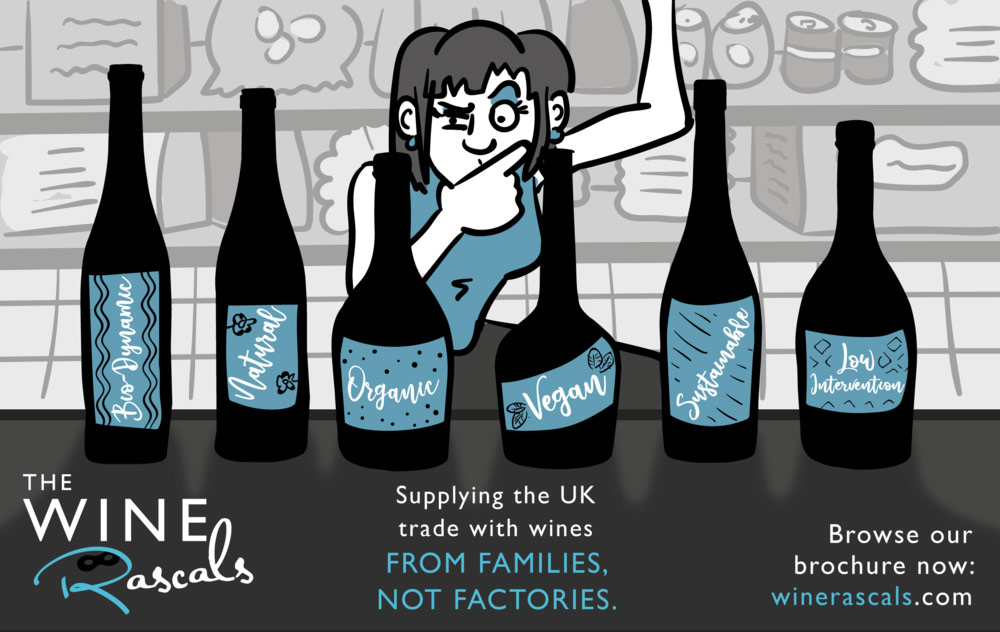 Bio-Dynamic
Natural
Organic
Vegan
Sustainable
Low
Intervention
THE
WINE
Rascals
Supplying the UK
trade with wines
FROM FAMILIES,
NOT FACTORIES.
Browse our
brochure now:
winerascals.com